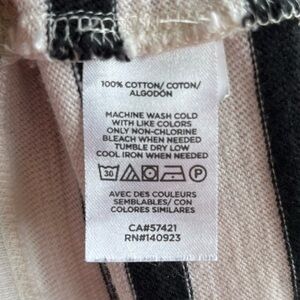 100% COTTON/ COTON/
ALGODÓN
MACHINE WASH COLD
WITH LIKE COLORS
ONLY NON-CHLORINE
BLEACH WHEN NEEDED
TUMBLE DRY LOW
COOL IRON WHEN NEEDED
30 P
AVEC DES COULEURS
SEMBLABLES/ CON
COLORES SIMILARES
CA#57421
RN#140923